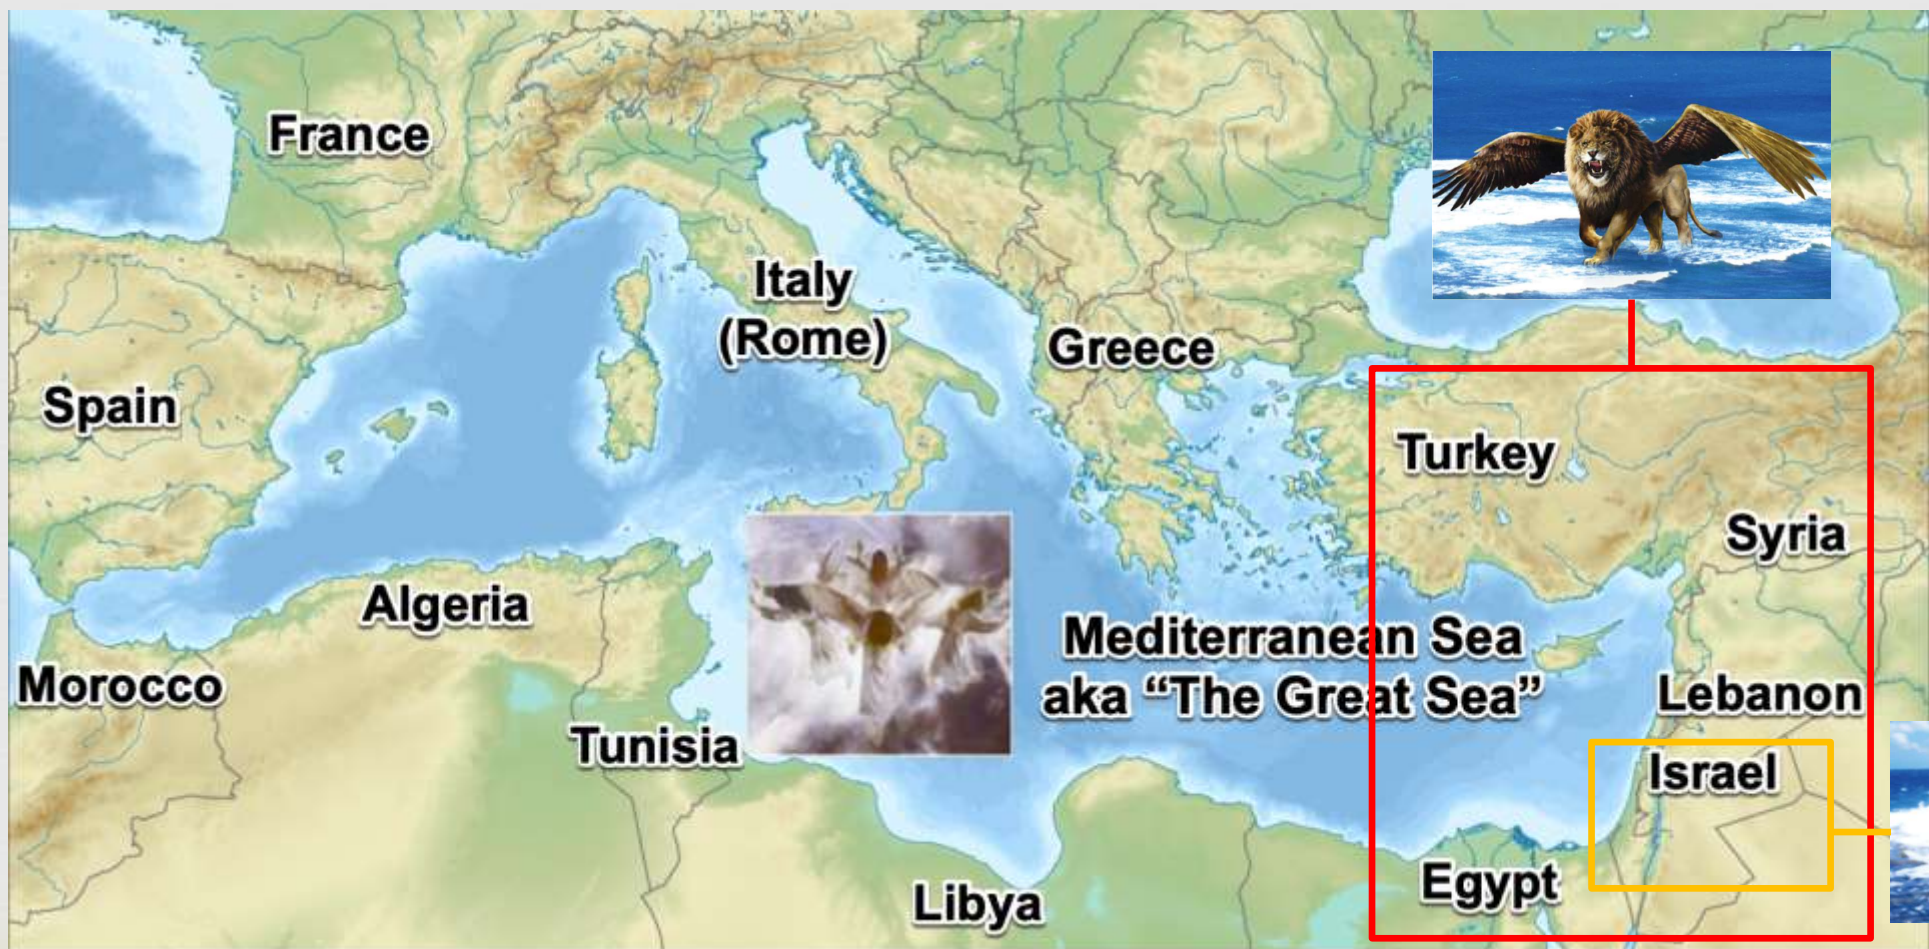 France
Italy
(Rome)
Greece
Spain
Turkey
Syria
Algeria
Mediterranean Sea
aka “The Great Sea”
Morocco
Lebanon
Tunisia
Israel
Egypt
Libya